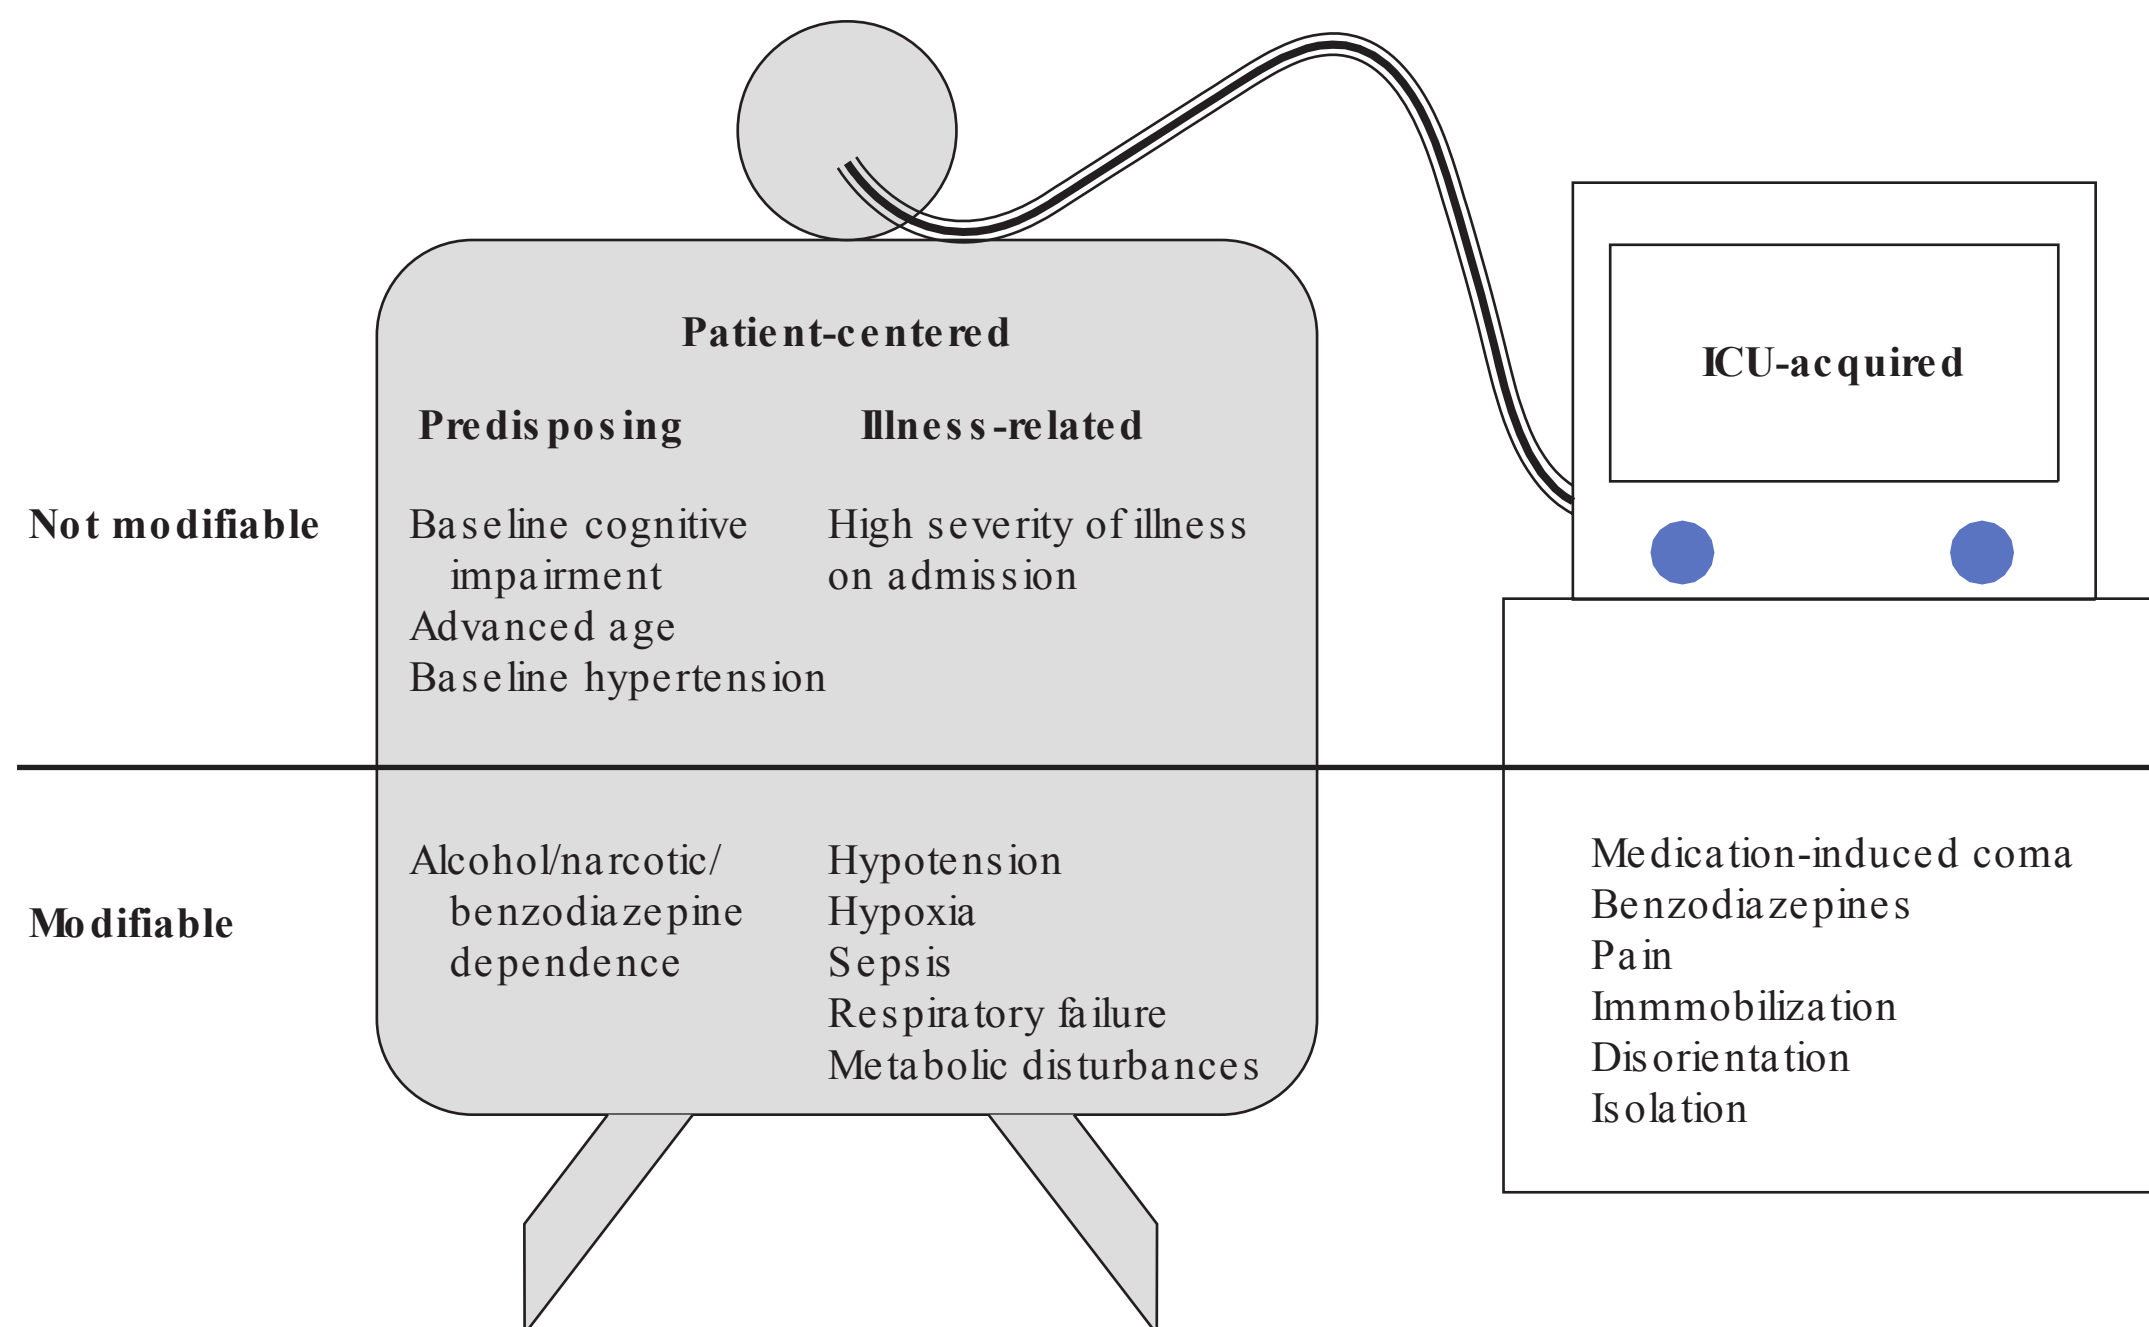 Patient-centered
ICU-acquired
Predisposing
Illness-related
Not modifiable
Baseline cognitive
impairment
Advanced age
Baseline hypertension
High severity of illness
on admission
Modifiable
Alcohol/narcotic/
benzodiazepine
dependence
Hypotension
Hypoxia
Sepsis
Respiratory failure
Metabolic disturbances
Medication-induced coma
Benzodiazepines
Pain
Immmobilization
Disorientation
Isolation